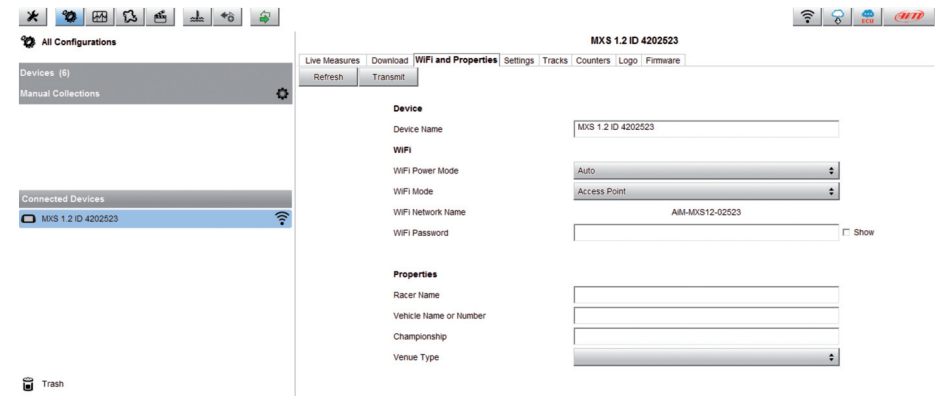 ECU
AiM
All Configurations
MXS 1.2 ID 4202523
Live Measures Download WiFi and Properties Settings Tracks Counters Logo Firmware
Devices (6)
Refresh Transmit
Manual Collections
Device
Device Name MXS 1.2 ID 4202523
WiFi
WiFi Power Mode Auto
WiFi Mode Access Point
Connected Devices
WiFi Network Name AiM-MXS12-02523
MXS 1.2 ID 4202523
WiFi Password Show
Properties
Racer Name
Vehicle Name or Number
Championship
Venue Type
Trash